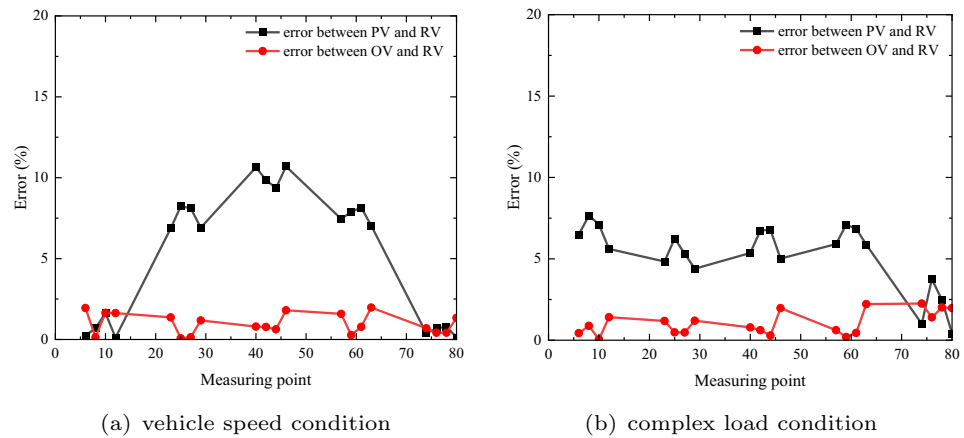 20
15
10
5
0
Error (%)
error between PV and RV
error between OV and RV
0 10 20 30 40 50 60 70 80
Measuring point
(a) vehicle speed condition
20
15
10
5
0
Error (%)
error between PV and RV
error between OV and RV
0 10 20 30 40 50 60 70 80
Measuring point
(b) complex load condition